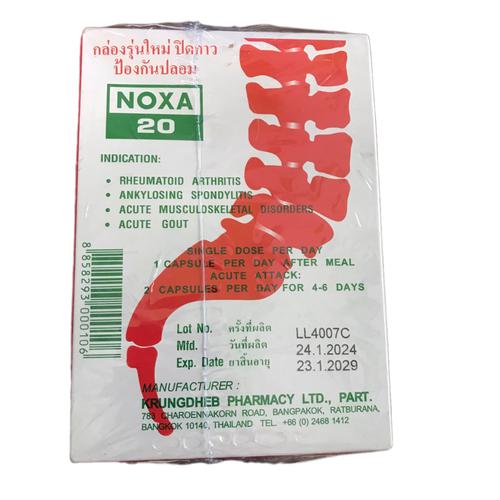 กล่องรุ่นใหม่ ปิดกาว
ป้องกันปลอม
NOXA
20
INDICATION:
• RHEUMATOID ARTHRITIS
• ANKYLOSING SPONDYLITIS
• ACUTE MUSCULOSKELETAL DISORDERS
• ACUTE GOUT
SINGLE DOSE PER DAY
1 CAPSULE PER DAY AFTER MEAL
ACUTE ATTACK:
2 CAPSULES PER DAY FOR 4-6 DAYS
8 858293 000106
Lot No. ครั้งที่ผลิต LL4007C
Mfd. วันที่ผลิต 24.1.2024
Exp. Date ยาสิ้นอายุ 23.1.2029
MANUFACTURER :
KRUNGDHEB PHARMACY LTD., PART.
783 CHAROENNAKORN ROAD, BANGPAKOK, RATBURANA,
BANGKOK 10140, THAILAND TEL. +66 (0) 2468 1412